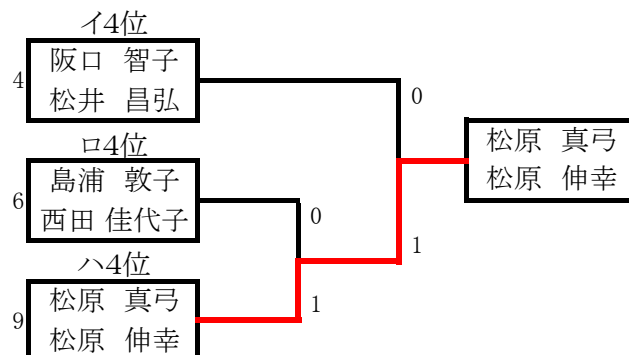 イ4位
4
阪口 智子
松井 昌弘
0
松原 真弓
松原 伸幸
ロ4位
6
島浦 敦子
西田 佳代子
0
1
ハ4位
9
松原 真弓
松原 伸幸
1